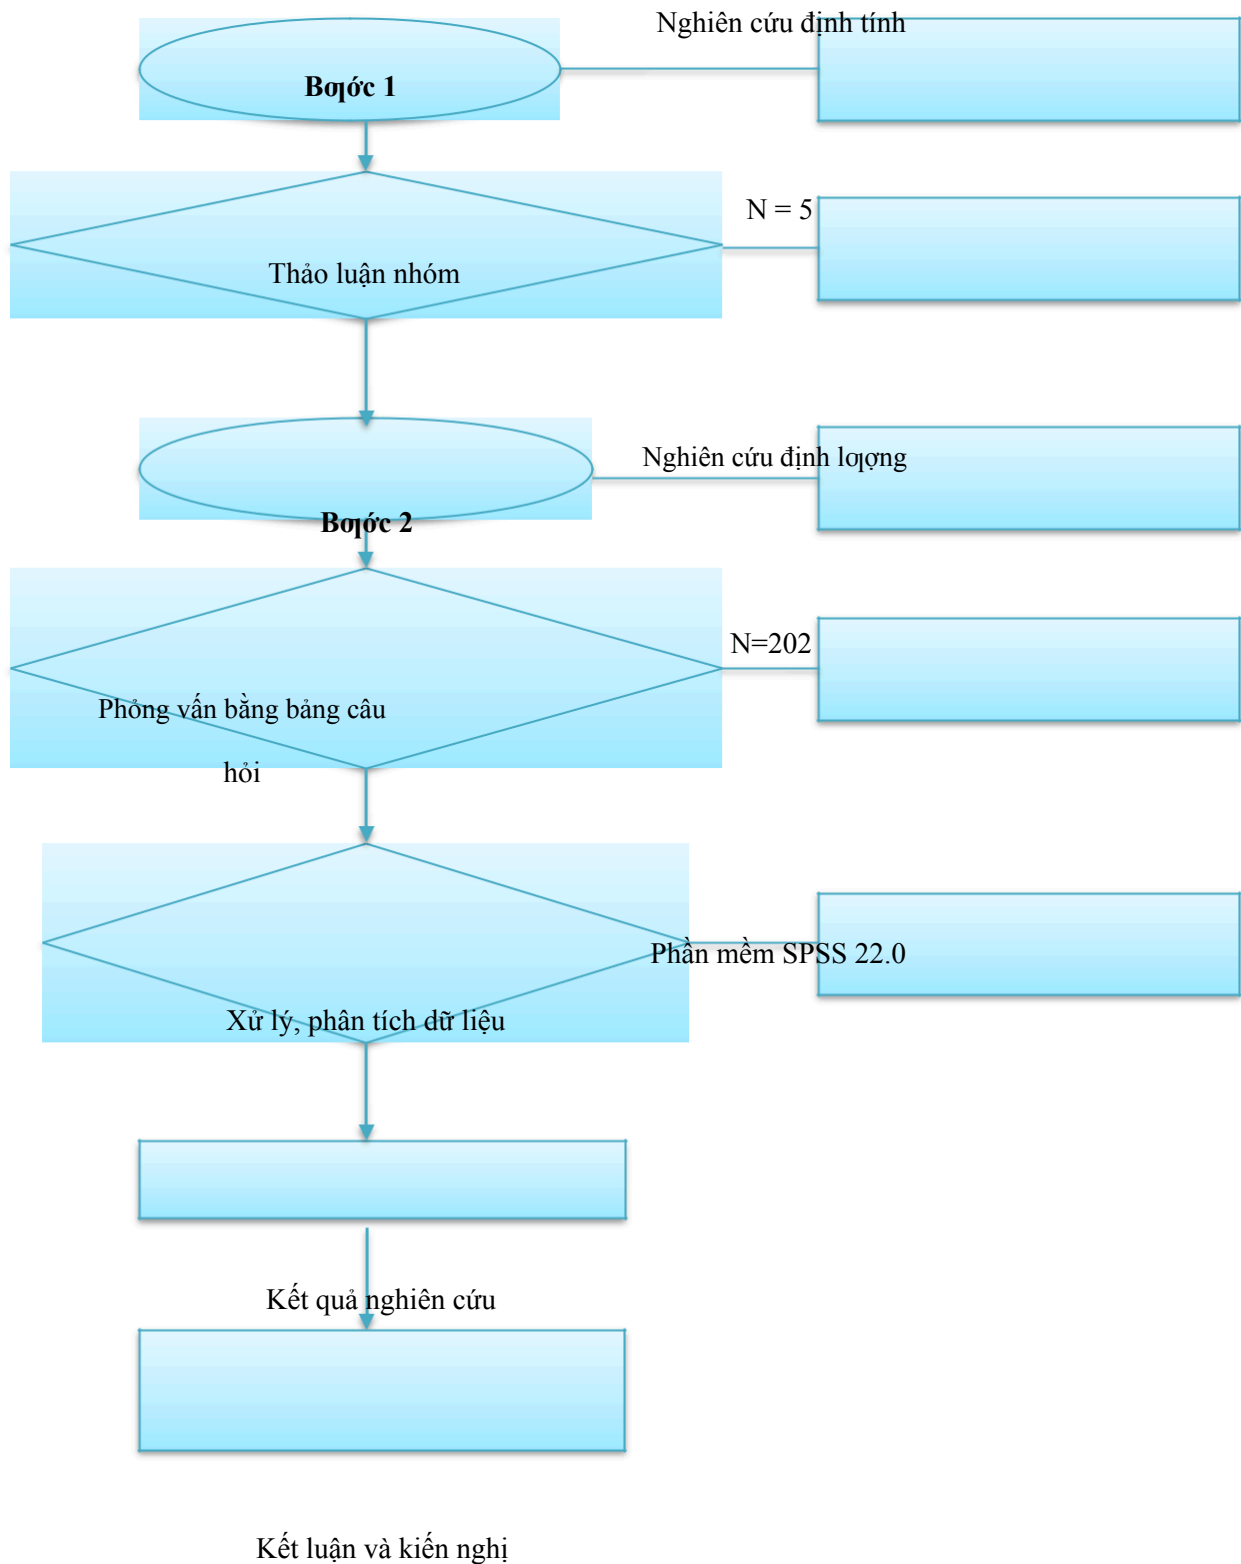 Nghiên cứu định tính
Bƣớc 1
N = 5
Thảo luận nhóm
Nghiên cứu định lƣợng
Bƣớc 2
N=202
Phỏng vấn bằng bảng câu
hỏi
Phần mềm SPSS 22.0
Xử lý, phân tích dữ liệu
Kết quả nghiên cứu
Kết luận và kiến nghị